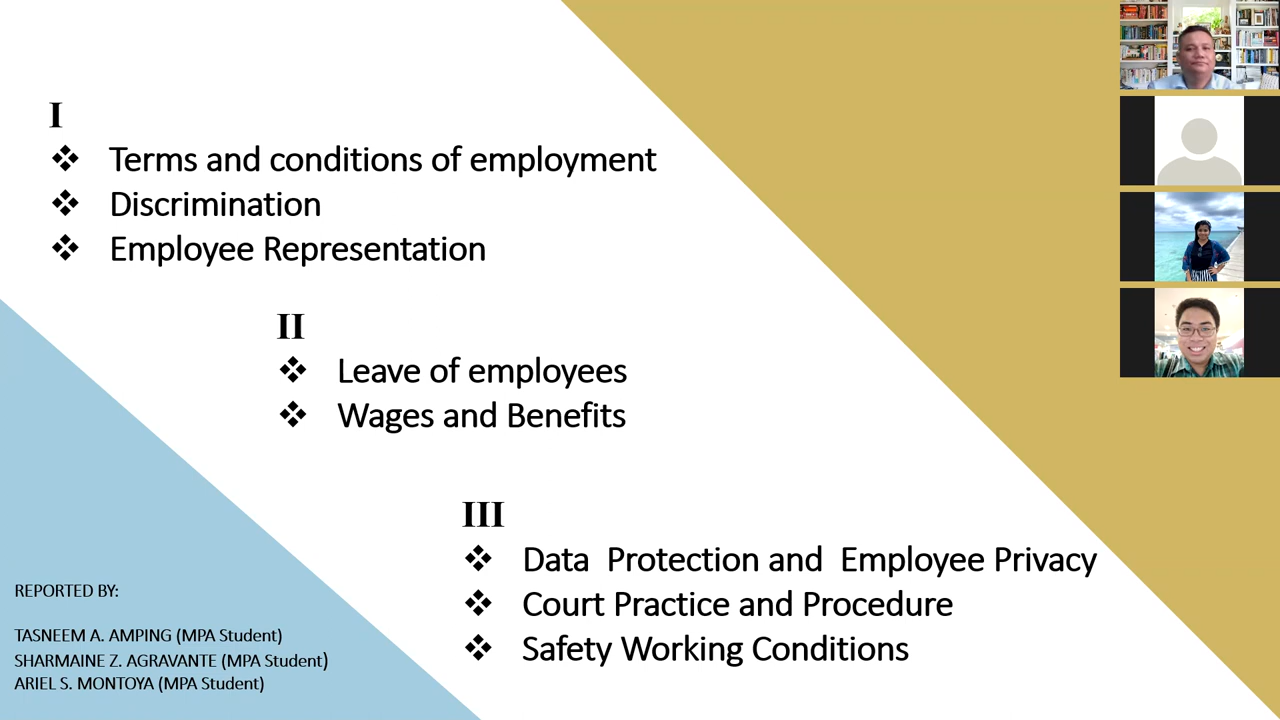 I
❖ Terms and conditions of employment
❖ Discrimination
❖ Employee Representation
II
❖ Leave of employees
❖ Wages and Benefits
III
❖ Data Protection and Employee Privacy
❖ Court Practice and Procedure
❖ Safety Working Conditions
REPORTED BY:
TASNEEM A. AMPING (MPA Student)
SHARMAINE Z. AGRAVANTE (MPA Student)
ARIEL S. MONTOYA (MPA Student)